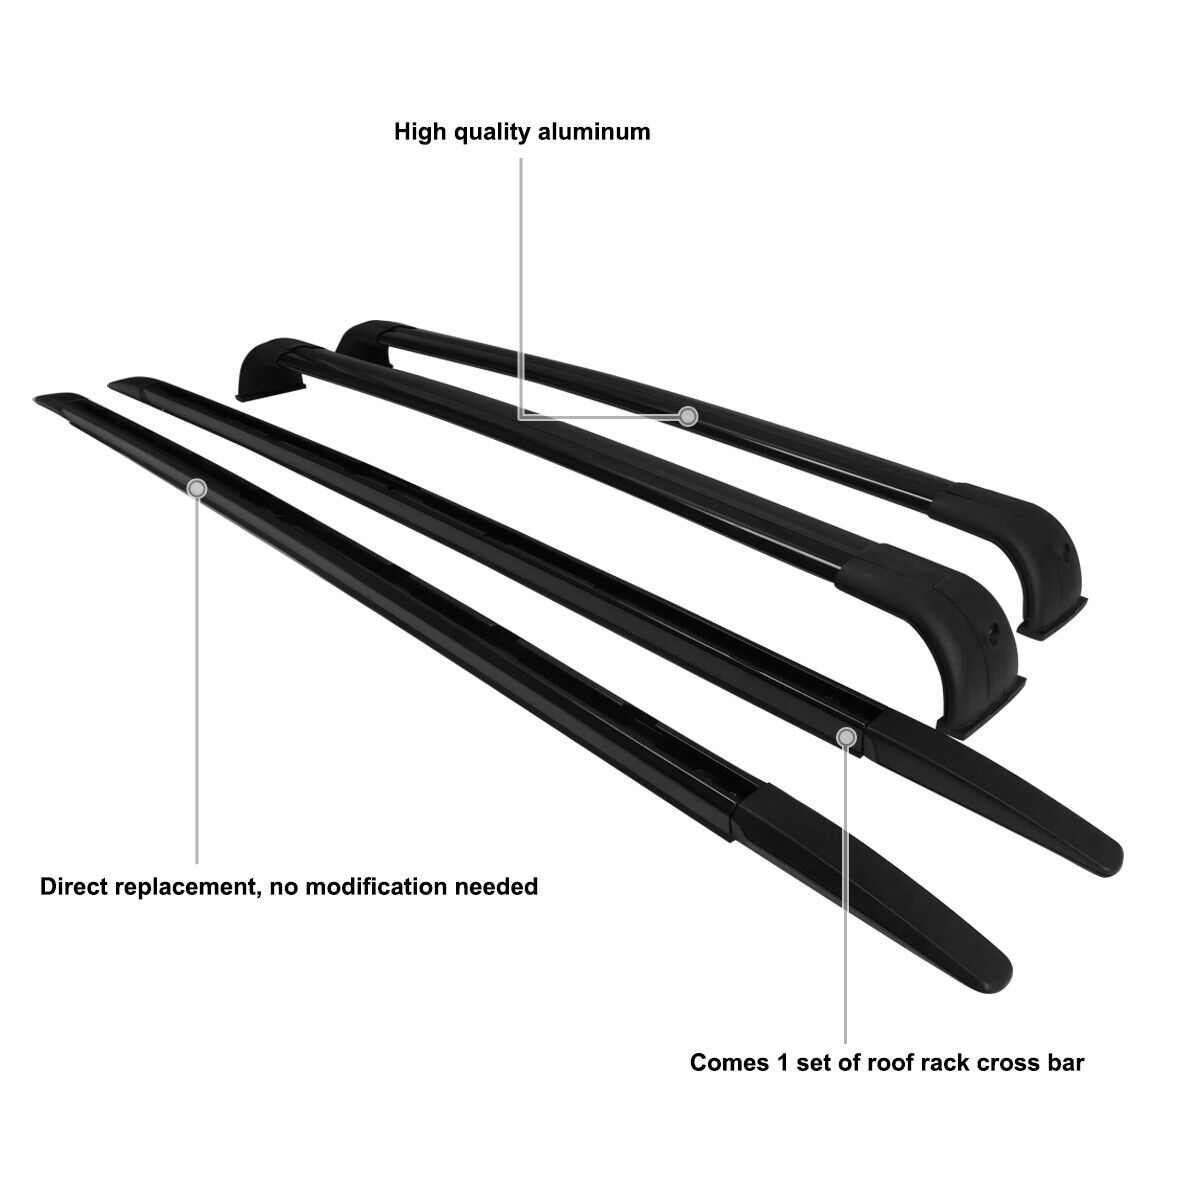 High quality aluminum
Direct replacement, no modification needed
Comes 1 set of roof rack cross bar